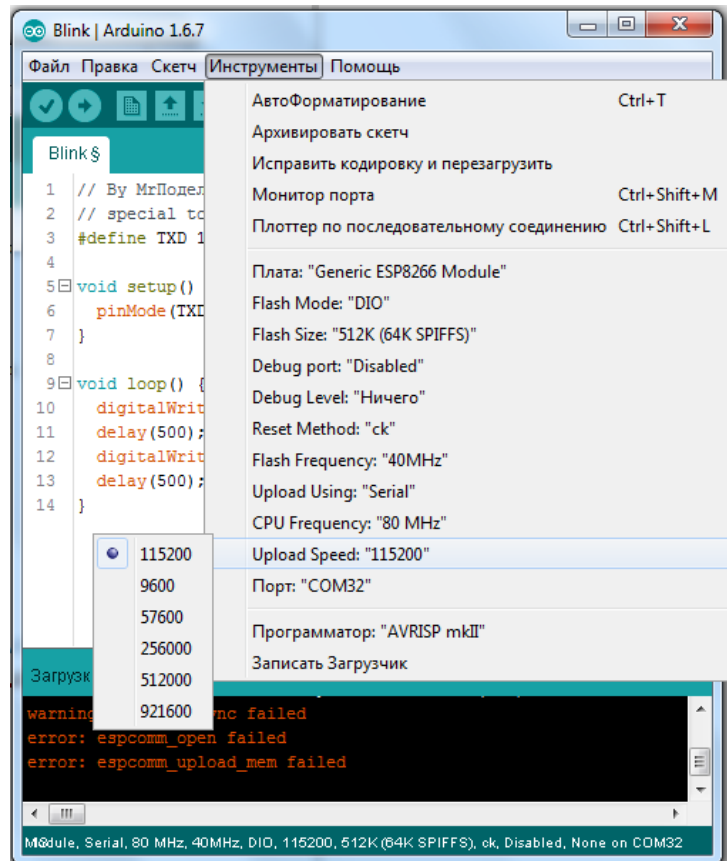 Blink | Arduino 1.6.7
Файл Правка Скетч Инструменты Помощь
Blink §
1 // By МгПодел
2 // special to
3 #define TXD 1
4
5 void setup()
6 pinMode(TXD
7 }
8
9 void loop() {
10 digitalWrit
11 delay(500);
12 digitalWrit
13 delay(500);
14 }
АвтоФорматирование Ctrl+T
Архивировать скетч
Исправить кодировку и перезагрузить
Монитор порта Ctrl+Shift+M
Плоттер по последовательному соединению Ctrl+Shift+L
Плата: "Generic ESP8266 Module"
Flash Mode: "DIO"
Flash Size: "512K (64K SPIFFS)"
Debug port: "Disabled"
Debug Level: "Ничего"
Reset Method: "ck"
Flash Frequency: "40MHz"
Upload Using: "Serial"
CPU Frequency: "80 MHz"
Upload Speed: "115200"
Порт: "COM32"
Программатор: "AVRISP mkII"
Записать Загрузчик
115200
9600
57600
256000
512000
921600
Загрузк
warning nc failed
error: espcomm_open failed
error: espcomm_upload_mem failed
Module, Serial, 80 MHz, 40MHz, DIO, 115200, 512K (64K SPIFFS), ck, Disabled, None on COM32